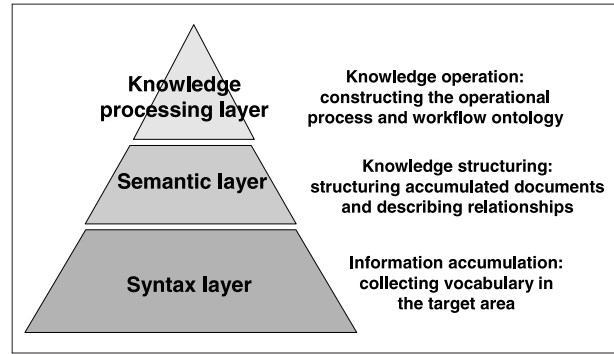 Knowledge
processing layer
Knowledge operation:
constructing the operational
process and workflow ontology
Semantic layer
Knowledge structuring:
structuring accumulated documents
and describing relationships
Syntax layer
Information accumulation:
collecting vocabulary in
the target area